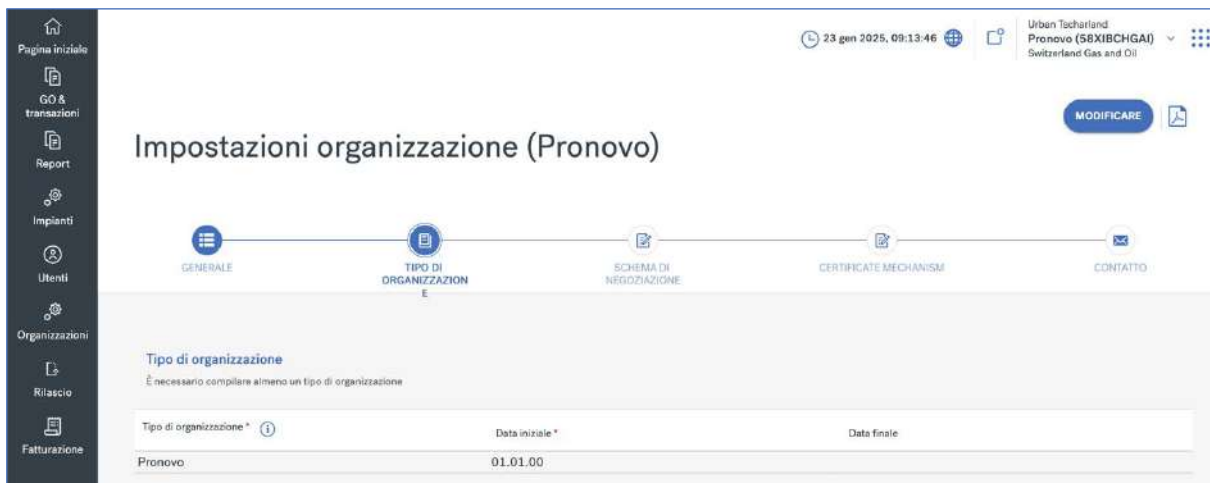 Pagina iniziale
GO &
transazioni
Report
Impianti
Utenti
Organizzazioni
Rilascio
Fatturazione
23 gen 2025, 09:13:46
Urban Techarland
Pronovo (58XIBCHGAI)
Switzerland Gas and Oil
MODIFICARE
Impostazioni organizzazione (Pronovo)
GENERALE
TIPO DI
ORGANIZZAZION
E
SCHEMA DI
NEGOZIAZIONE
CERTIFICATE MECHANISM
CONTATTO
Tipo di organizzazione
È necessario compilare almeno un tipo di organizzazione
Tipo di organizzazione *
Data iniziale *
Data finale
Pronovo
01.01.00